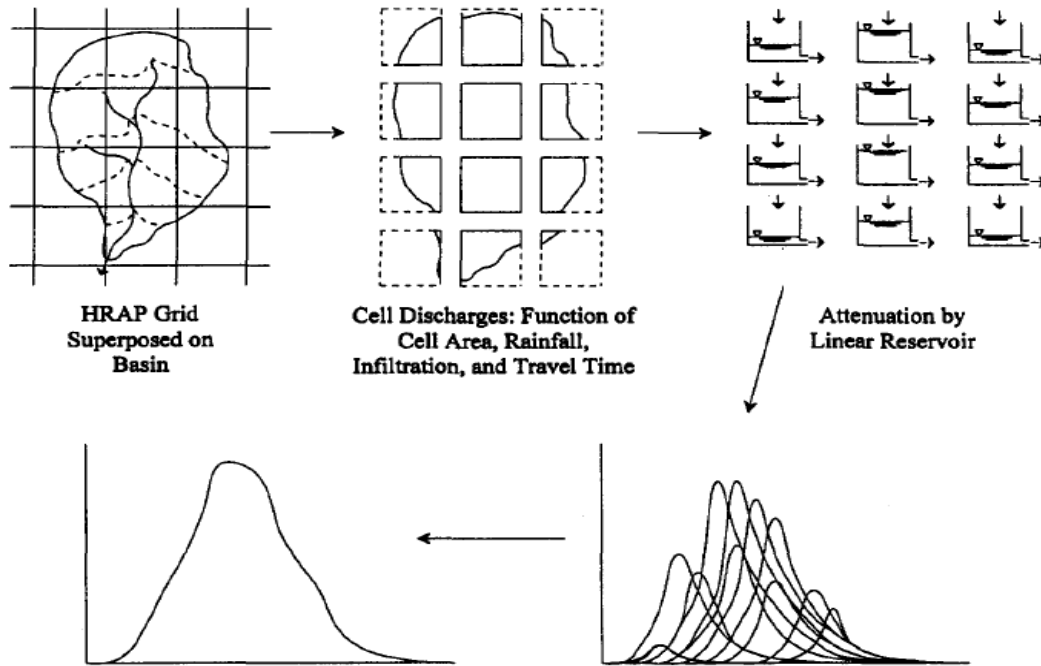 HRAP Grid
Superposed on
Basin
Cell Discharges: Function of
Cell Area, Rainfall,
Infiltration, and Travel Time
Attenuation by
Linear Reservoir